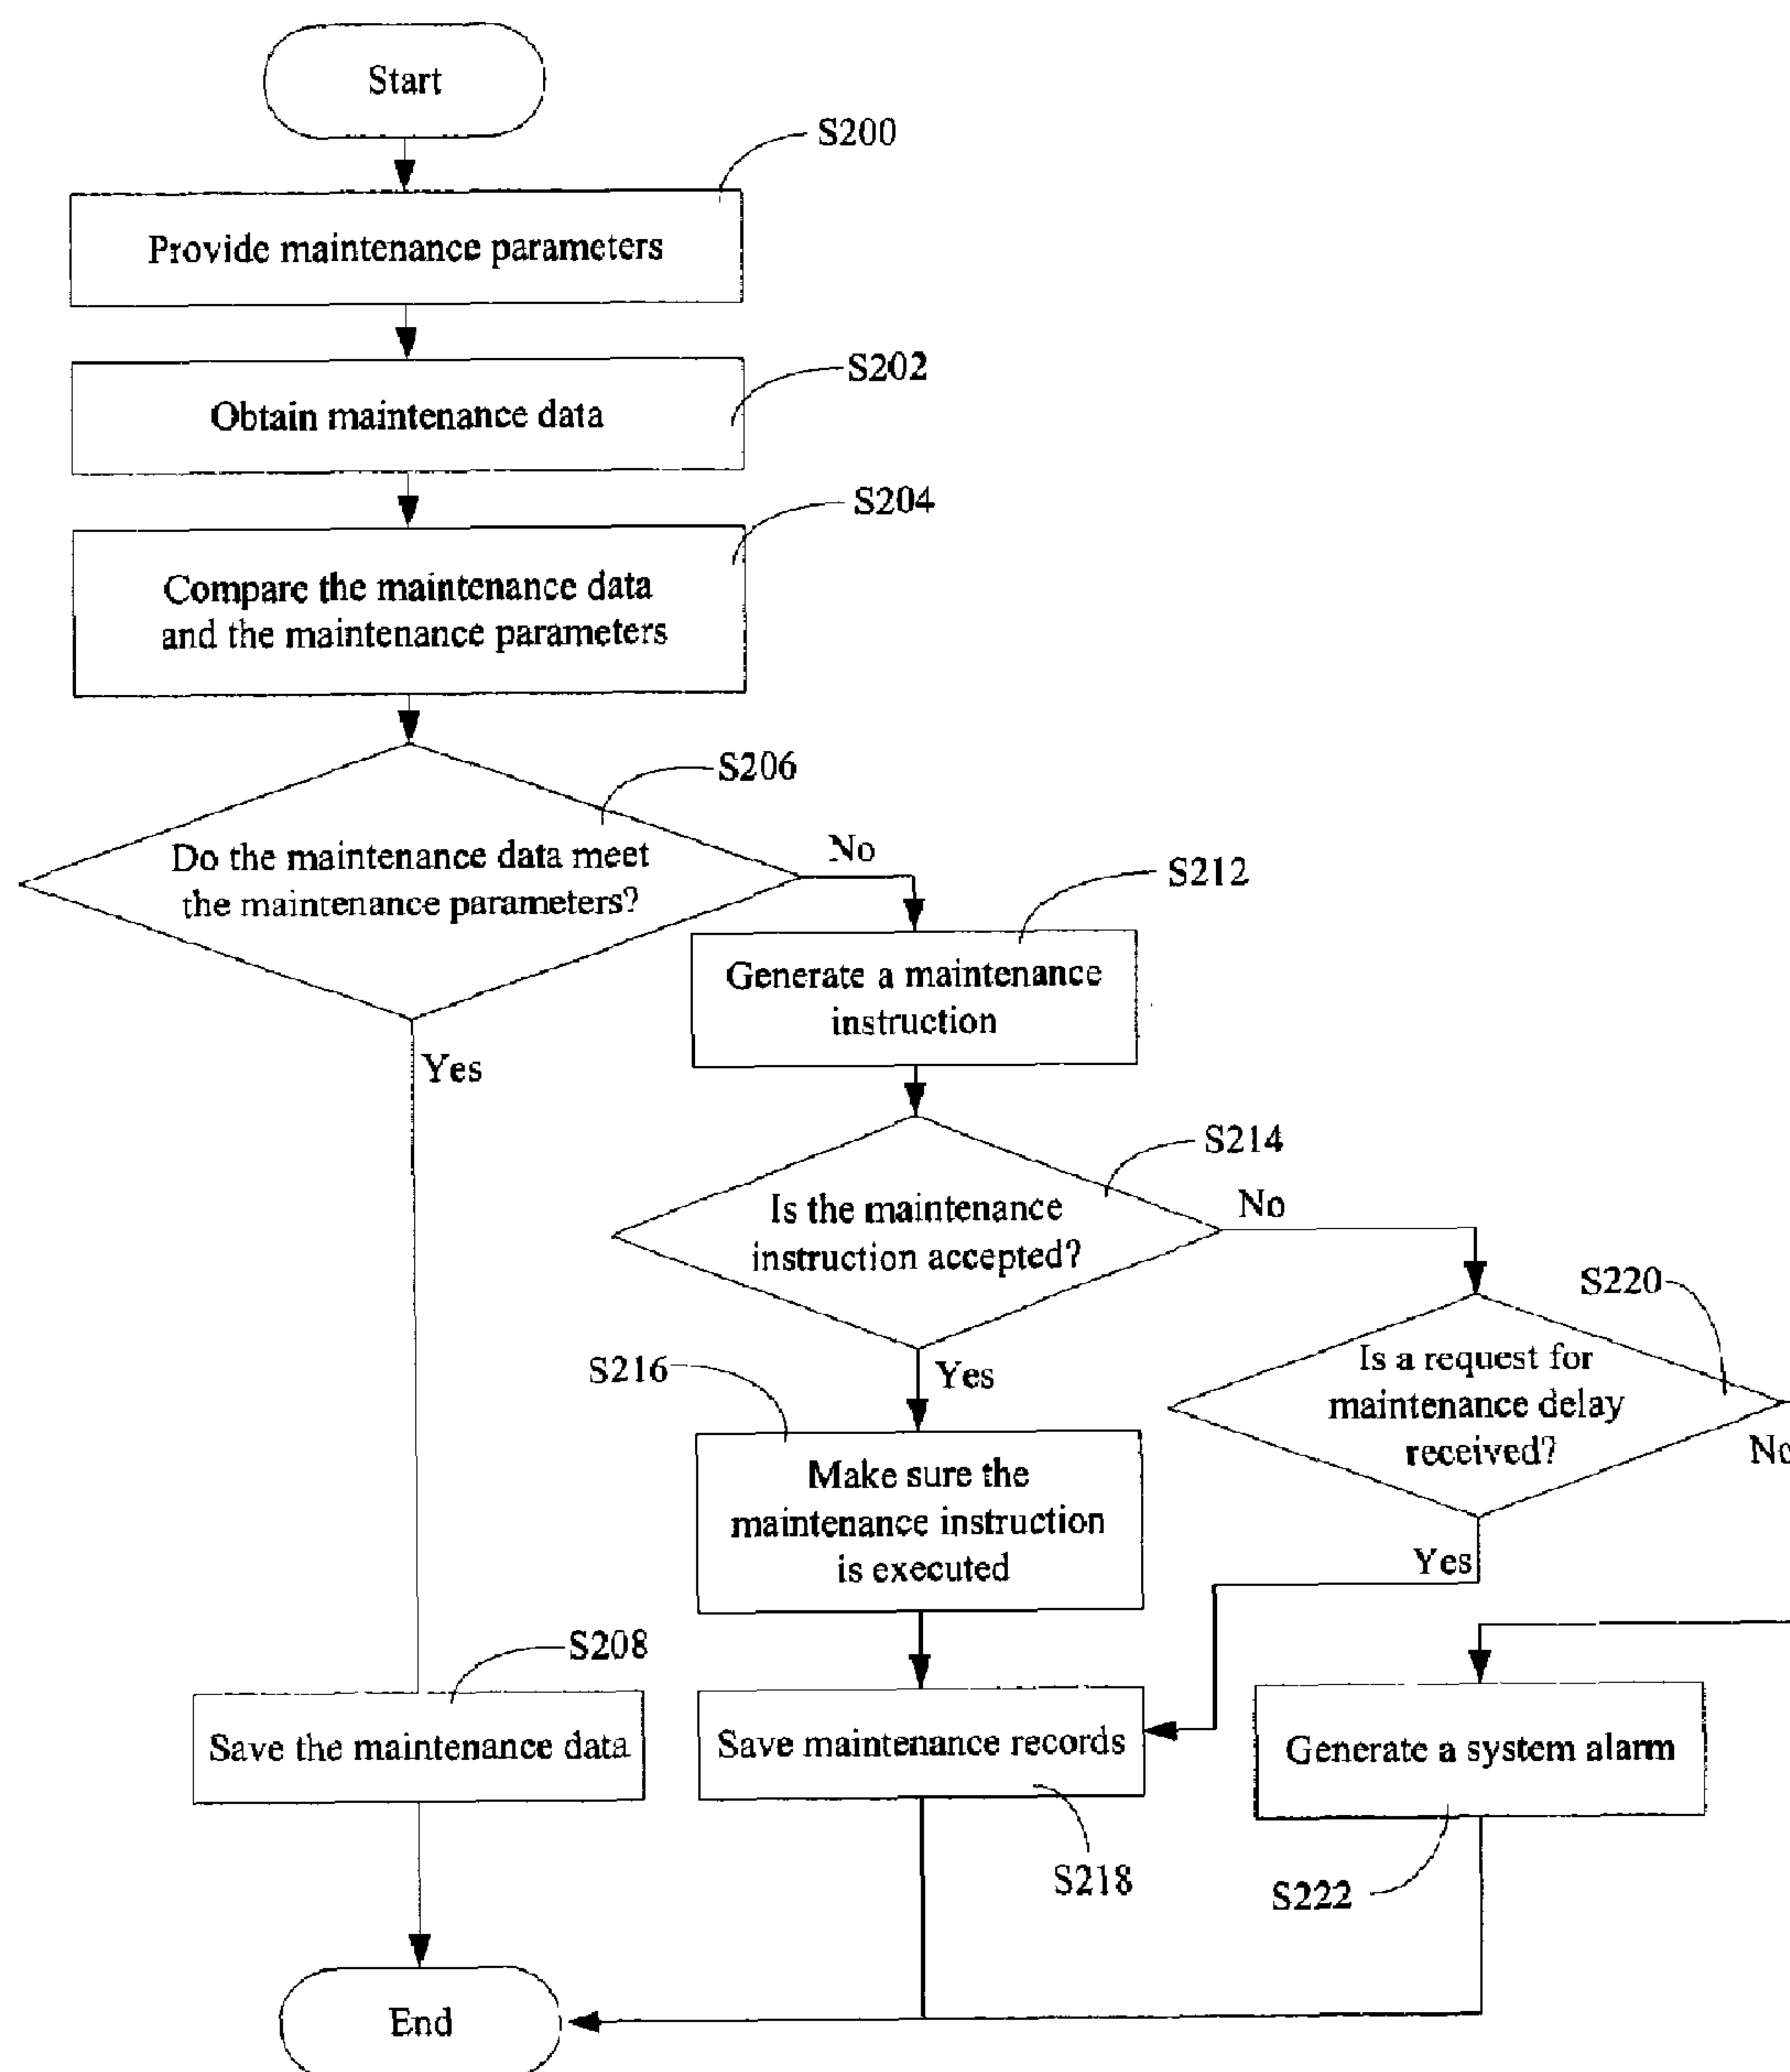 Start
S200
Provide maintenance parameters
S202
Obtain maintenance data
S204
Compare the maintenance data
and the maintenance parameters
S206
Do the maintenance data meet
the maintenance parameters?
No
Yes
S212
Generate a maintenance
instruction
S214
Is the maintenance
instruction accepted?
No
Yes
S220
Is a request for
maintenance delay
received?
No
Yes
S216
Make sure the
maintenance instruction
is executed
S208
Save the maintenance data
Save maintenance records
S218
Generate a system alarm
S222
End